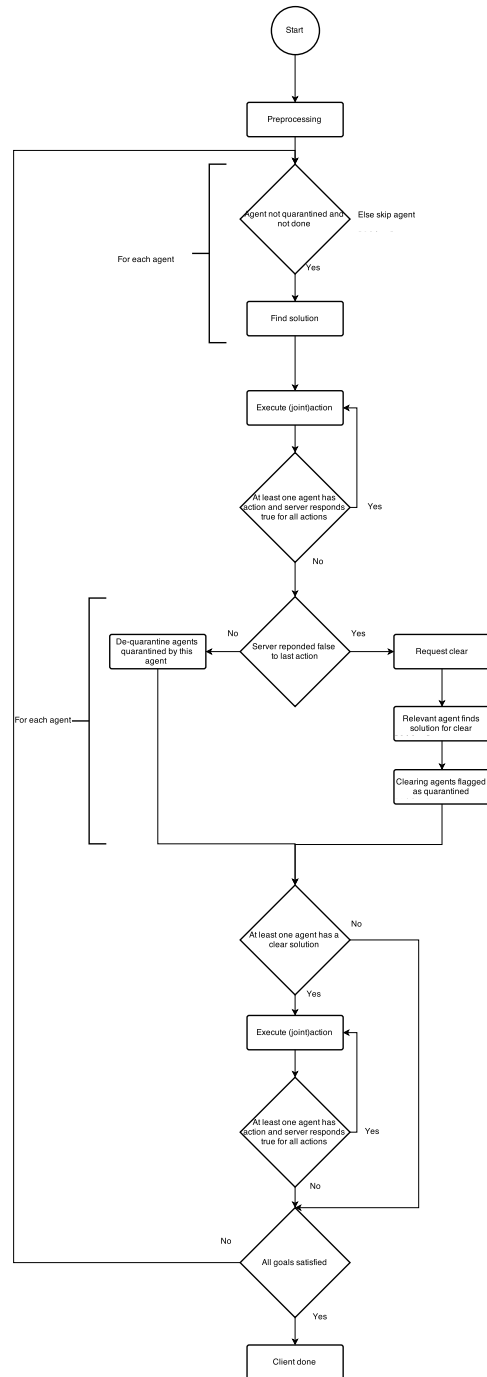 Start
Preprocessing
Agent not quarantined and
not done
Else skip agent
For each agent
Yes
Find solution
Execute (joint)action
At least one agent has
action and server responds
true for all actions
Yes
No
No
Yes
De-quarantine agents
quarantined by this
agent
Server reponded false
to last action
Request clear
For each agent
Relevant agent finds
solution for clear
Clearing agents flagged
as quarantined
No
At least one agent has a
clear solution
Yes
Execute (joint)action
At least one agent has
action and server responds
true for all actions
Yes
No
No
All goals satisfied
Yes
Client done